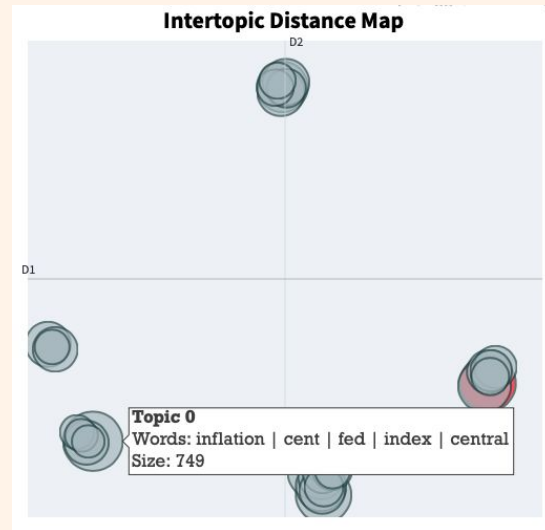 Intertopic Distance Map
D2
D1
Topic 0
Words: inflation | cent | fed | index | central
Size: 749